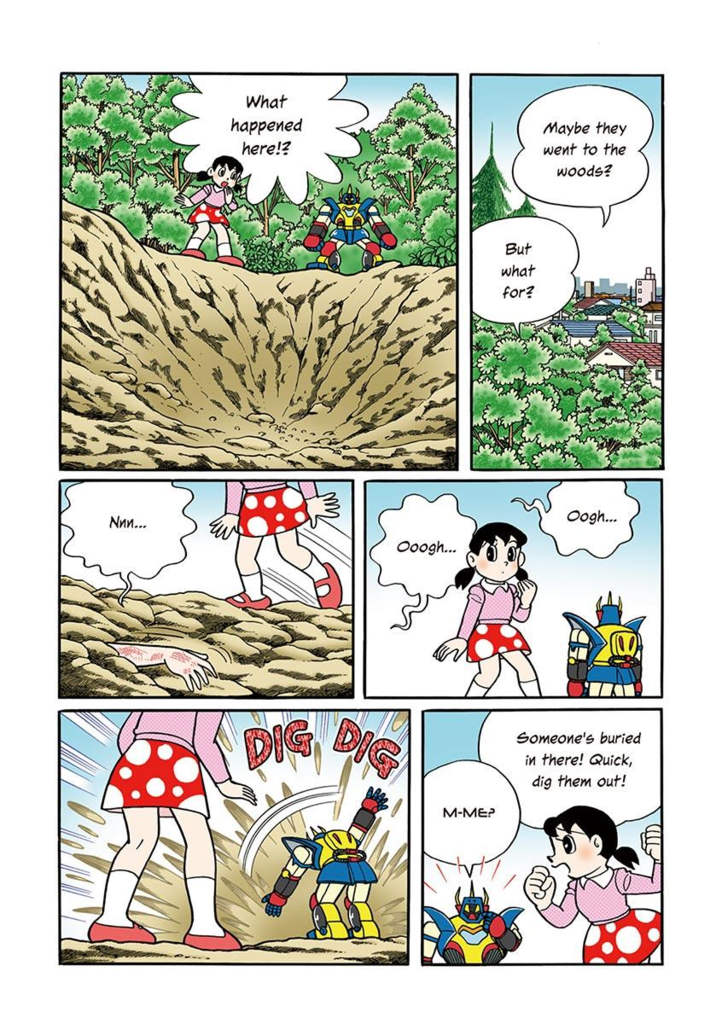 Maybe they
went to the
woods?
But
what
for?
What
happened
here!?
Oogh...
Ooogh...
Nnn...
Someone's buried
in there! Quick,
dig them out!
M-ME?
DIG DIG